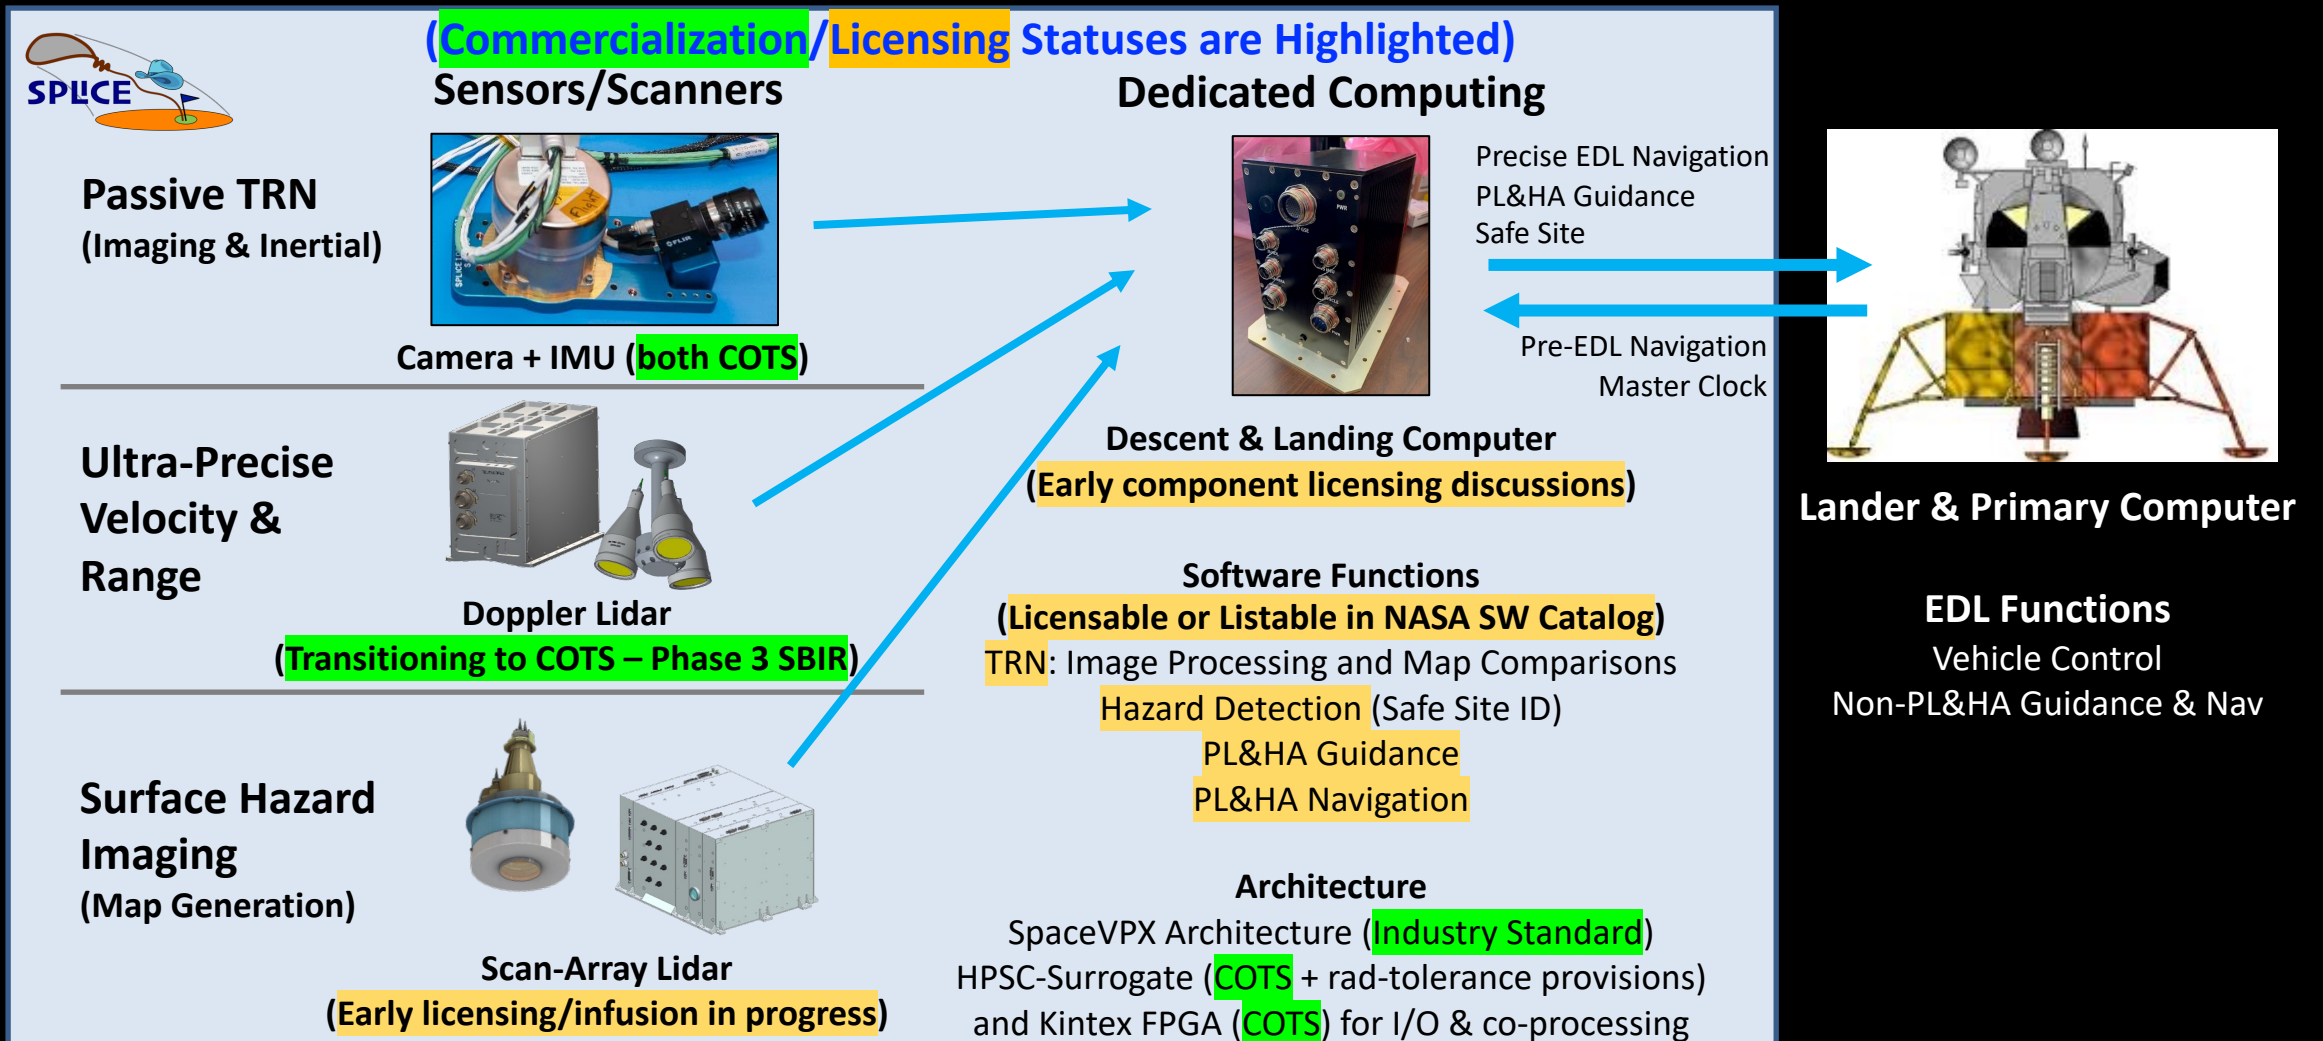 (Commercialization/Licensing Statuses are Highlighted)
SPLICE
Sensors/Scanners
Dedicated Computing
Passive TRN
(Imaging & Inertial)
FLIR
Camera + IMU (both COTS)
Ultra-Precise
Velocity &
Range
Doppler Lidar
(Transitioning to COTS – Phase 3 SBIR)
Surface Hazard
Imaging
(Map Generation)
Scan-Array Lidar
(Early licensing/infusion in progress)
PWR
Precise EDL Navigation
PL&HA Guidance
Safe Site
Pre-EDL Navigation
Master Clock
Descent & Landing Computer
(Early component licensing discussions)
Software Functions
(Licensable or Listable in NASA SW Catalog)
TRN: Image Processing and Map Comparisons
Hazard Detection (Safe Site ID)
PL&HA Guidance
PL&HA Navigation
Architecture
SpaceVPX Architecture (Industry Standard)
HPSC-Surrogate (COTS + rad-tolerance provisions)
and Kintex FPGA (COTS) for I/O & co-processing
Lander & Primary Computer
EDL Functions
Vehicle Control
Non-PL&HA Guidance & Nav